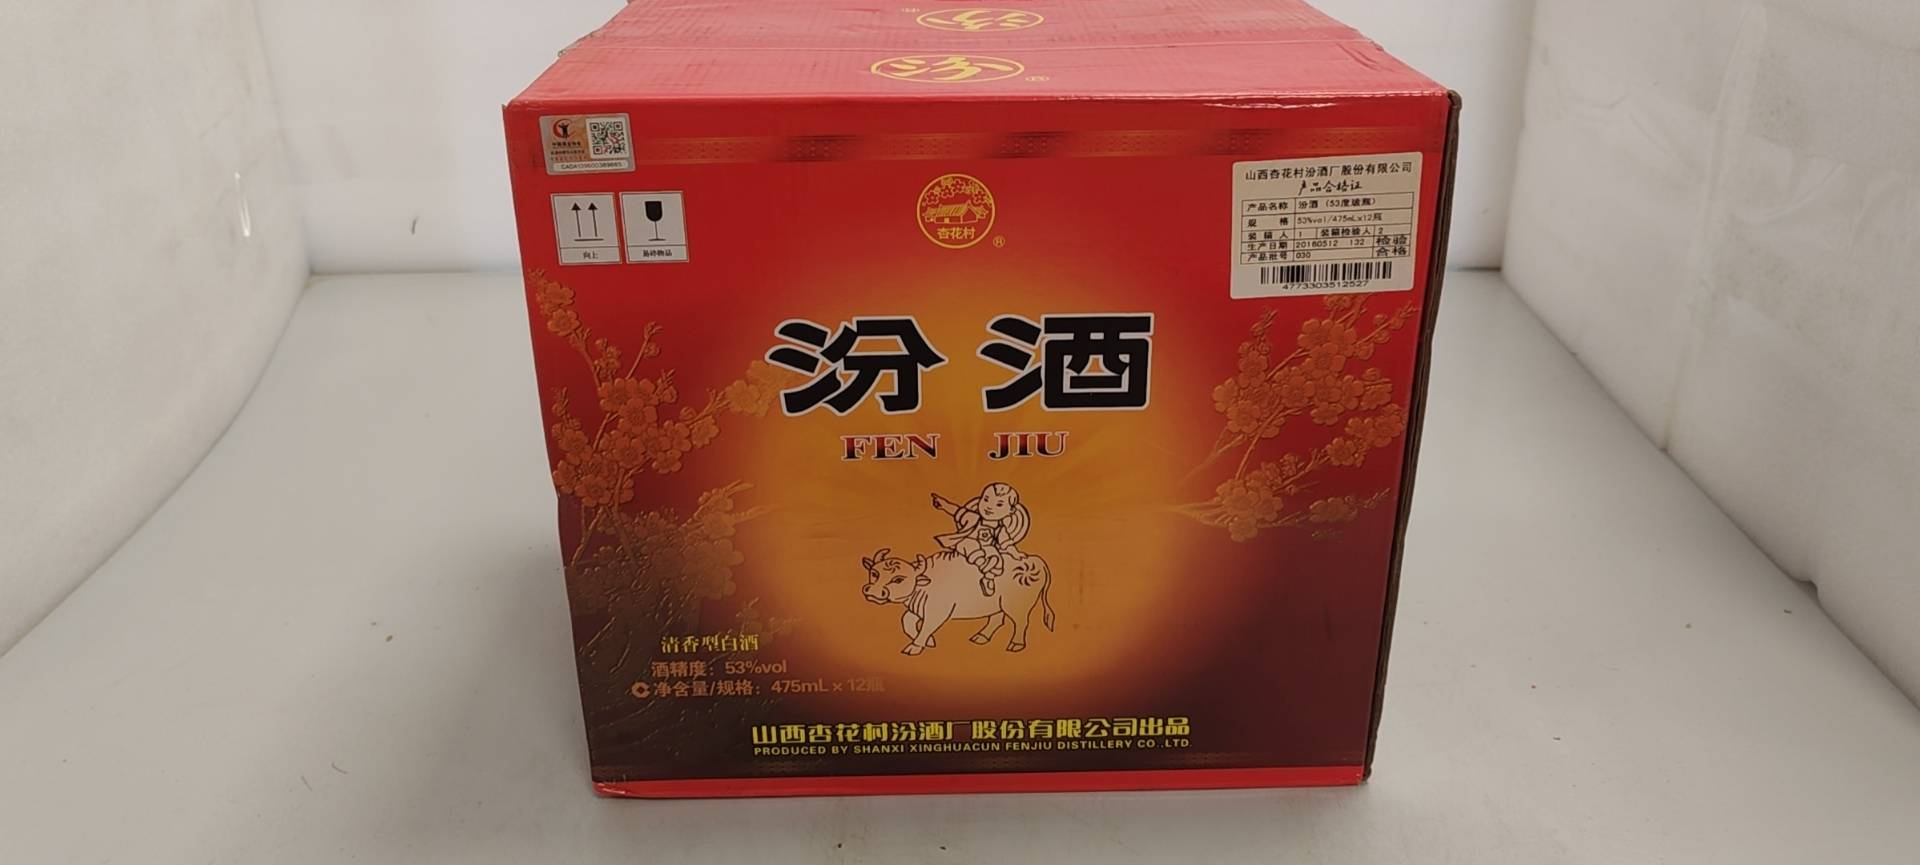 汾
汾
CADA139600389665
向上
易碎物品
杏花村
®
山西杏花村汾酒厂股份有限公司
产品合格证
产品名称 汾酒（53度玻瓶）
规 格 53%vol/475mL×12瓶
装箱人 1 装箱检验人 2
生产日期 20180512 132 检验
产品批号 030 合格
4773303512527
汾酒
FEN JIU
清香型白酒
酒精度：53%vol
净含量/规格：475mL×12瓶
山西杏花村汾酒厂股份有限公司出品
PRODUCED BY SHANXI XINGHUACUN FENJIU DISTILLERY CO.,LTD.